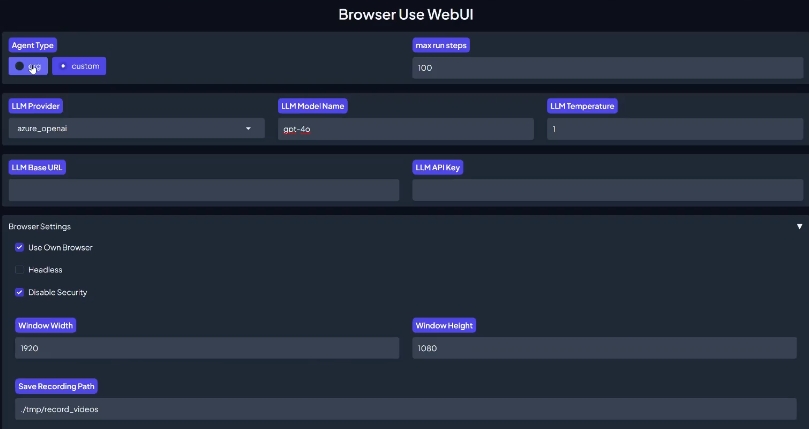 Browser Use WebUI
Agent Type
max run steps
custom
100
LLM Provider
LLM Model Name
LLM Temperature
azure_openai
gpt-4o
1
LLM Base URL
LLM API Key
Browser Settings
Use Own Browser
Headless
Disable Security
Window Width
Window Height
1920
1080
Save Recording Path
./tmp/record_videos